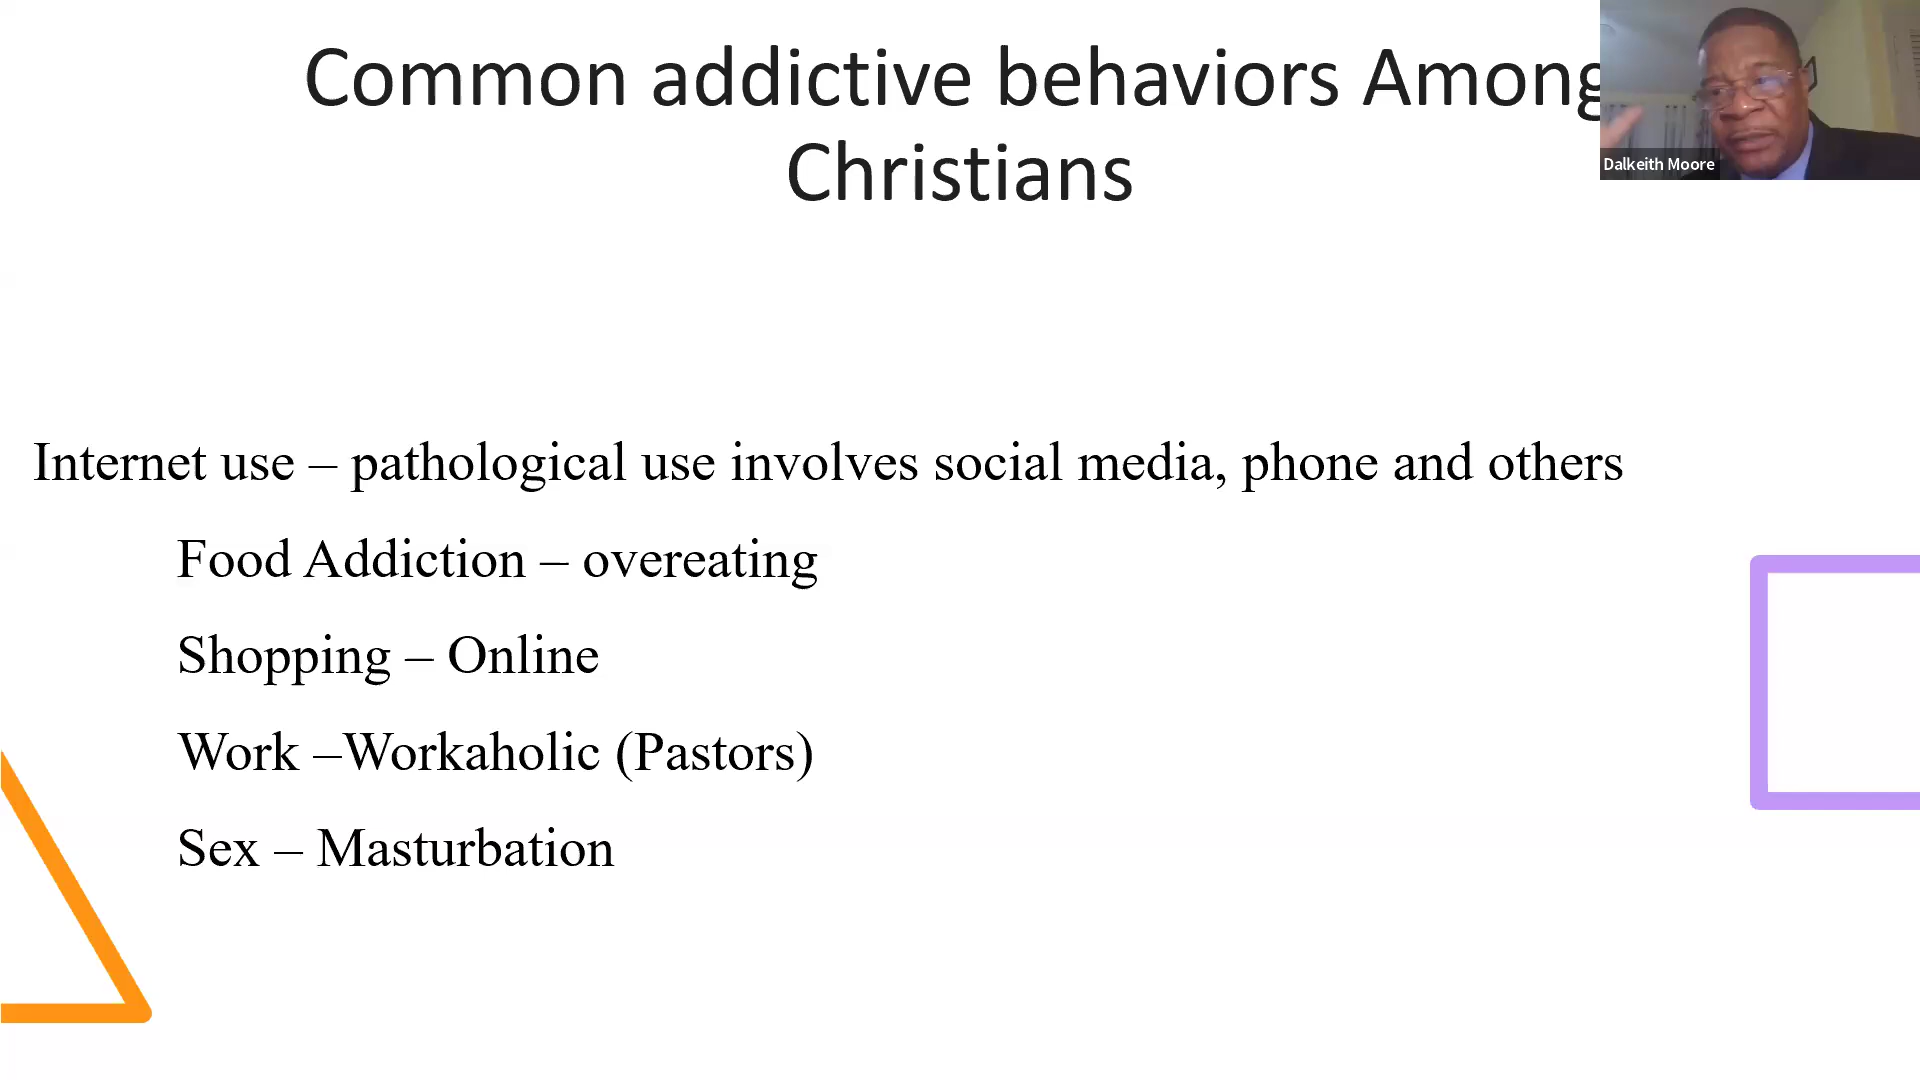 Common addictive behaviors Among
Christians
Dalkeith Moore
Internet use – pathological use involves social media, phone and others
Food Addiction – overeating
Shopping – Online
Work –Workaholic (Pastors)
Sex – Masturbation